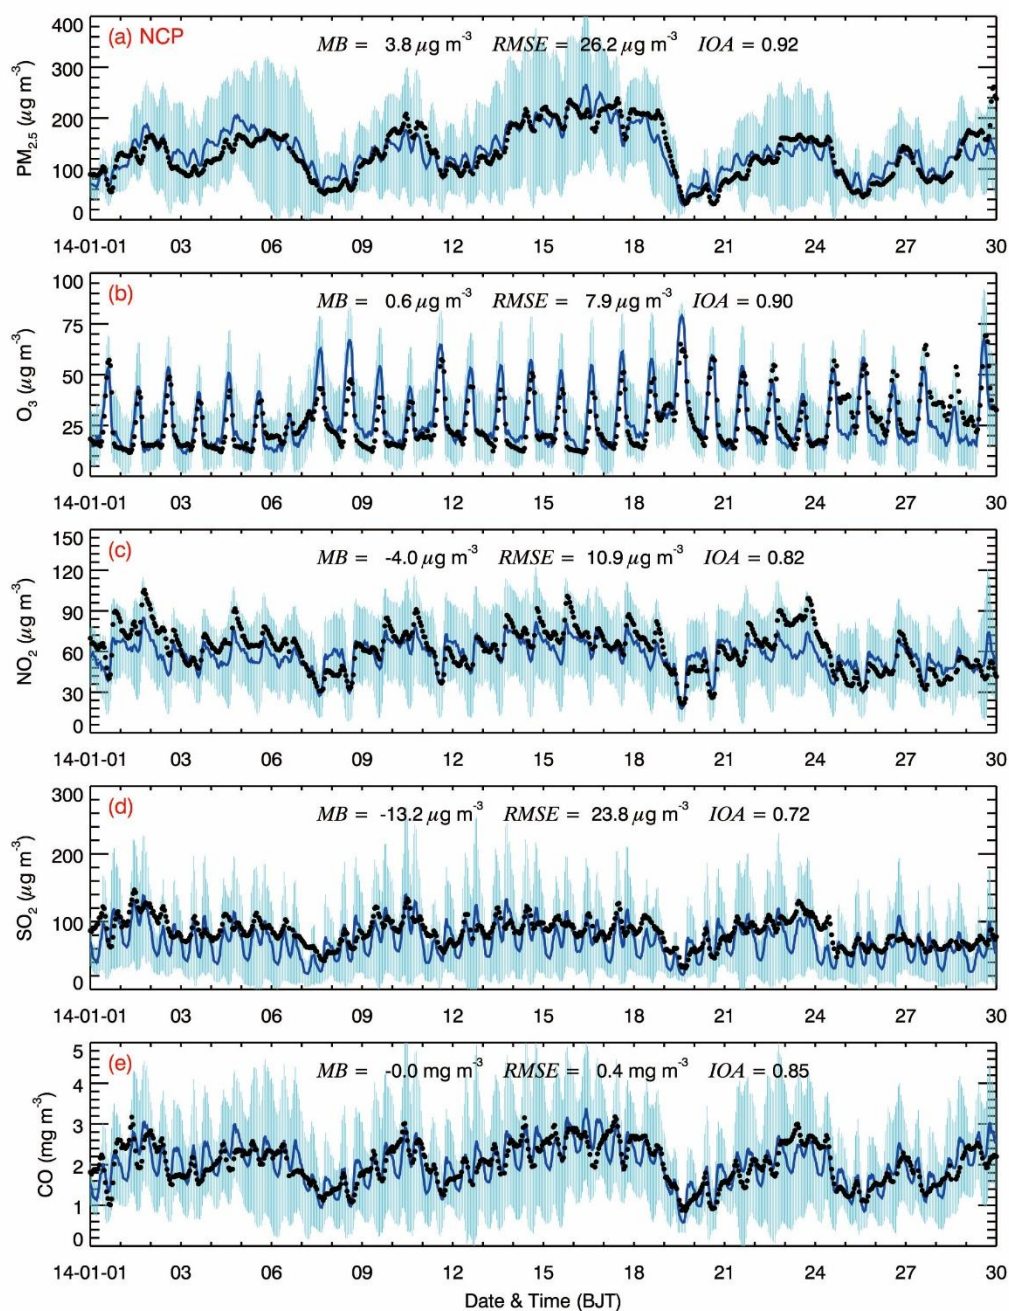 (a) NCP
MB = 3.8 μg m-3 RMSE = 26.2 μg m-3 IOA = 0.92
400
300
200
100
0
PM2.5 (μg m-3)
14-01-01 03 06 09 12 15 18 21 24 27 30
(b)
MB = 0.6 μg m-3 RMSE = 7.9 μg m-3 IOA = 0.90
100
75
50
25
0
O3 (μg m-3)
14-01-01 03 06 09 12 15 18 21 24 27 30
(c)
MB = -4.0 μg m-3 RMSE = 10.9 μg m-3 IOA = 0.82
150
120
90
60
30
0
NO2 (μg m-3)
14-01-01 03 06 09 12 15 18 21 24 27 30
(d)
MB = -13.2 μg m-3 RMSE = 23.8 μg m-3 IOA = 0.72
300
200
100
0
SO2 (μg m-3)
14-01-01 03 06 09 12 15 18 21 24 27 30
(e)
MB = -0.0 mg m-3 RMSE = 0.4 mg m-3 IOA = 0.85
5
4
3
2
1
0
CO (mg m-3)
14-01-01 03 06 09 12 15 18 21 24 27 30
Date & Time (BJT)